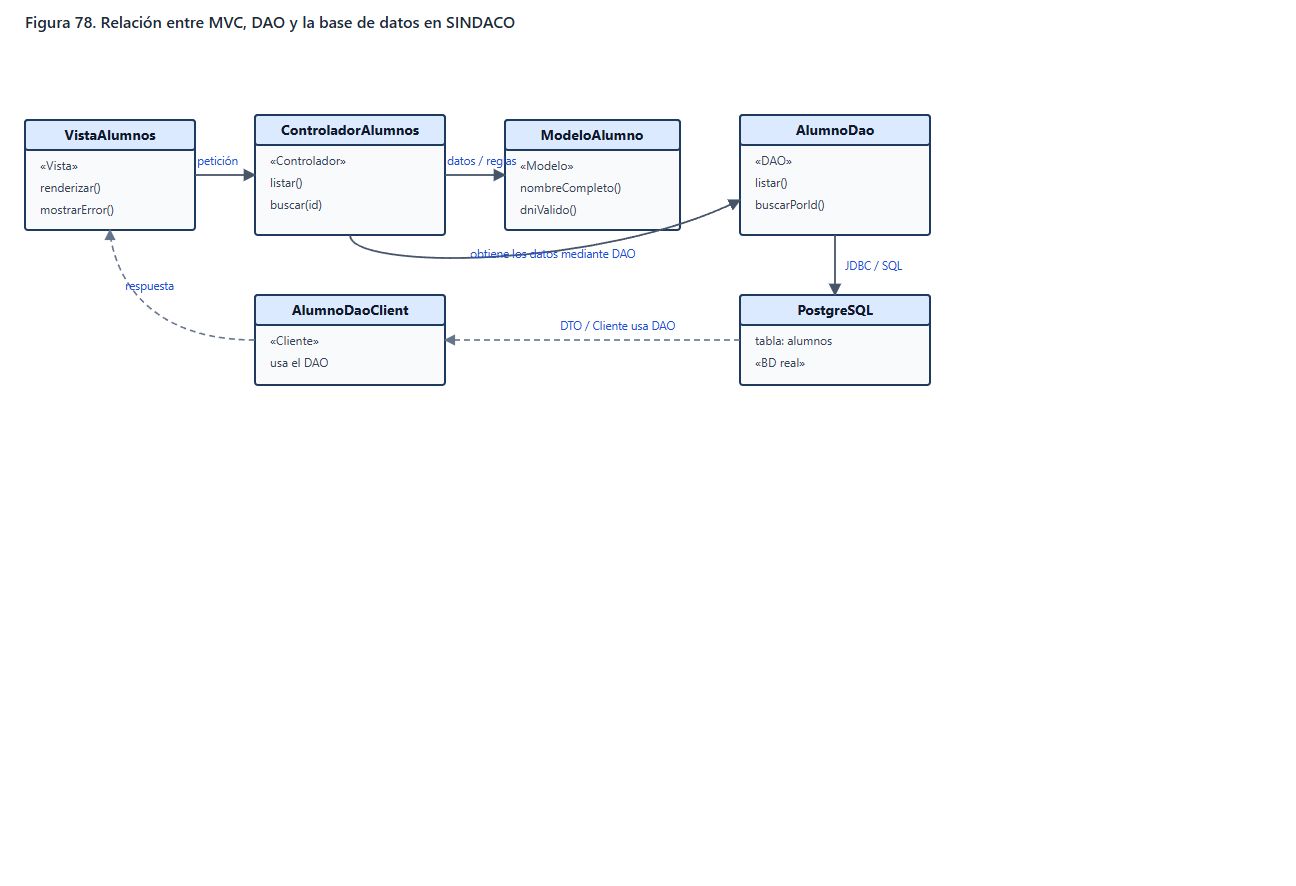 Figura 78. Relación entre MVC, DAO y la base de datos en SINDACO
VistaAlumnos
«Vista»
renderizar()
mostrarError()
petición
ControladorAlumnos
«Controlador»
listar()
buscar(id)
datos / reglas
ModeloAlumno
«Modelo»
nombreCompleto()
dniValido()
AlumnoDao
«DAO»
listar()
buscarPorId()
obtiene los datos mediante DAO
JDBC / SQL
respuesta
AlumnoDaoClient
«Cliente»
usa el DAO
DTO / Cliente usa DAO
PostgreSQL
tabla: alumnos
«BD real»